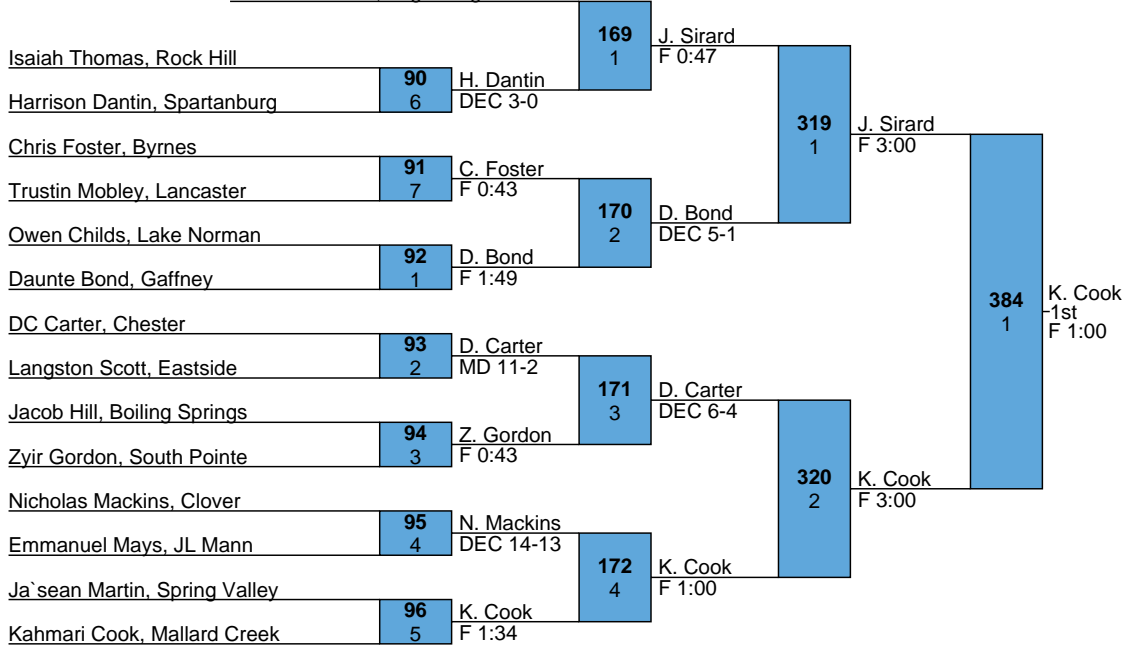 169
1
J. Sirard
F 0:47
Isaiah Thomas, Rock Hill
90
6
H. Dantin
DEC 3-0
Harrison Dantin, Spartanburg
319
1
J. Sirard
F 3:00
Chris Foster, Byrnes
91
7
C. Foster
F 0:43
Trustin Mobley, Lancaster
170
2
D. Bond
DEC 5-1
Owen Childs, Lake Norman
92
1
D. Bond
F 1:49
Daunte Bond, Gaffney
384
1
K. Cook
1st
F 1:00
DC Carter, Chester
93
2
D. Carter
MD 11-2
Langston Scott, Eastside
171
3
D. Carter
DEC 6-4
Jacob Hill, Boiling Springs
94
3
Z. Gordon
F 0:43
Zyir Gordon, South Pointe
320
2
K. Cook
F 3:00
Nicholas Mackins, Clover
95
4
N. Mackins
DEC 14-13
Emmanuel Mays, JL Mann
172
4
K. Cook
F 1:00
Ja`sean Martin, Spring Valley
96
5
K. Cook
F 1:34
Kahmari Cook, Mallard Creek